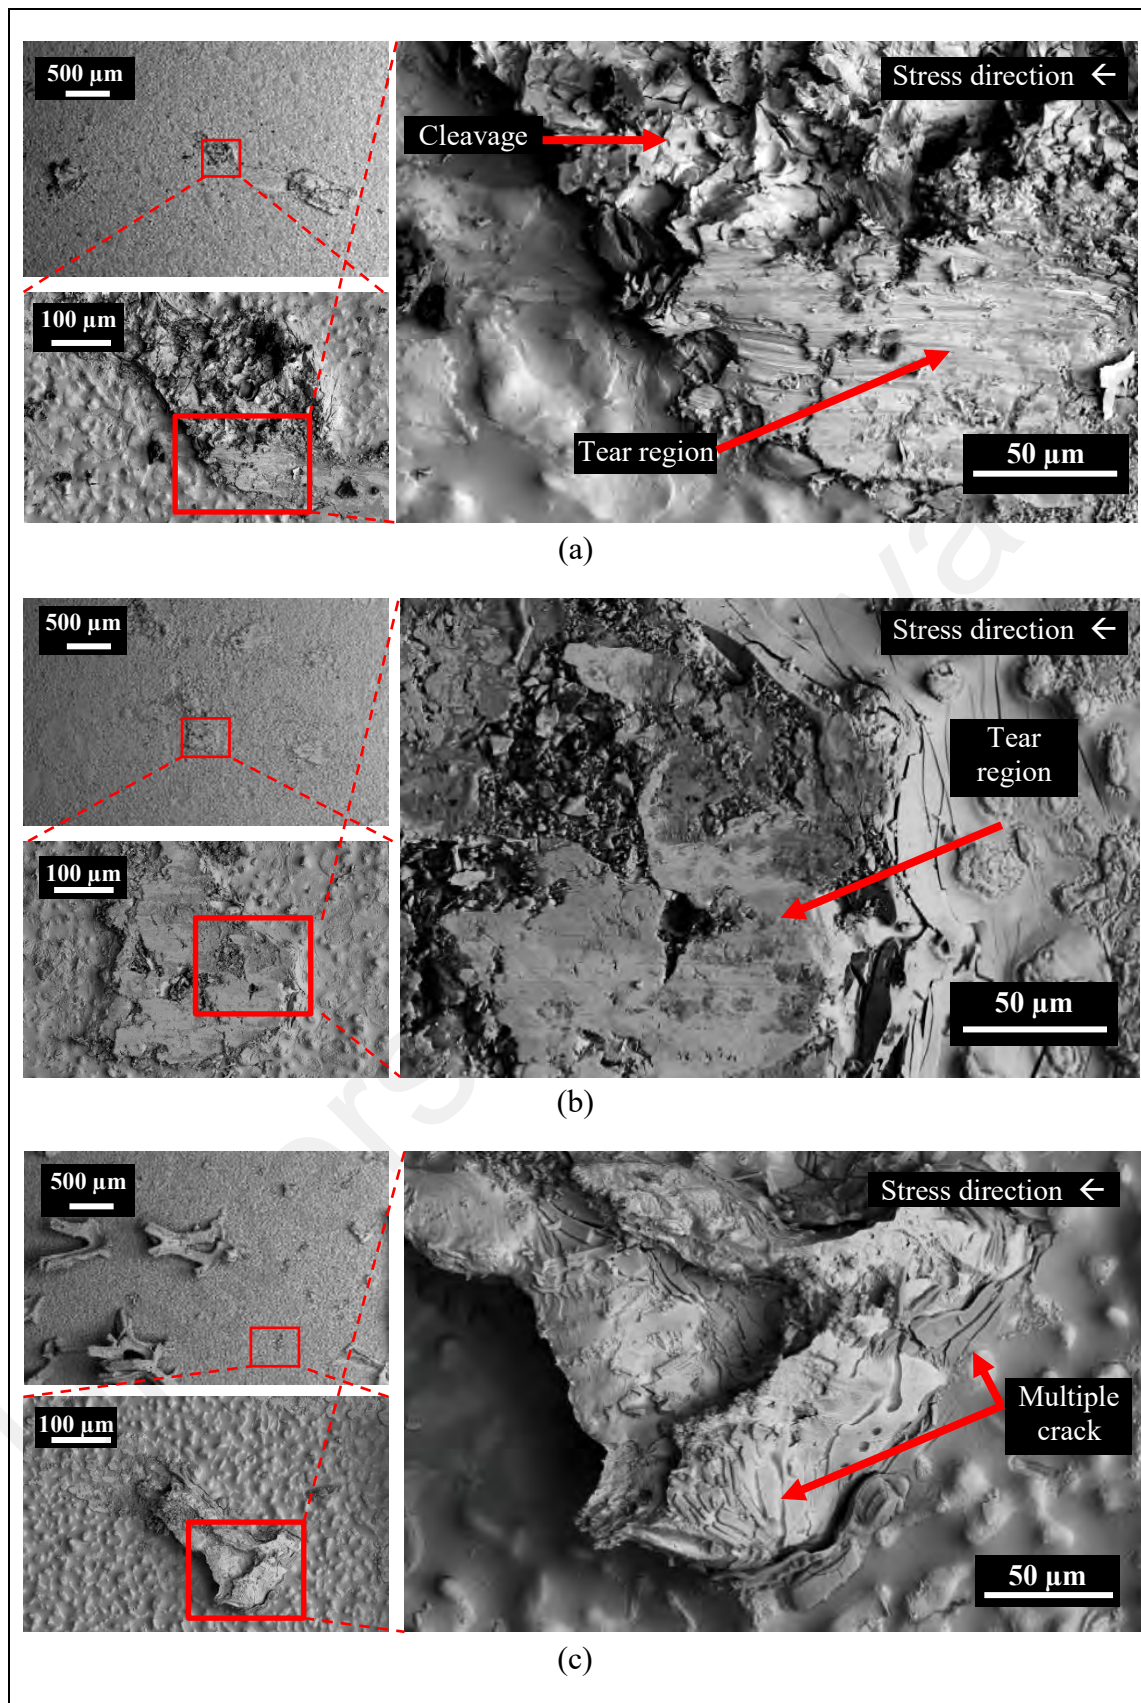 500 µm
Stress direction ←
Cleavage
100 µm
Tear region
50 µm
(a)
500 µm
Stress direction ←
Tear
region
100 µm
50 µm
(b)
500 µm
Stress direction ←
100 µm
Multiple
crack
50 µm
(c)